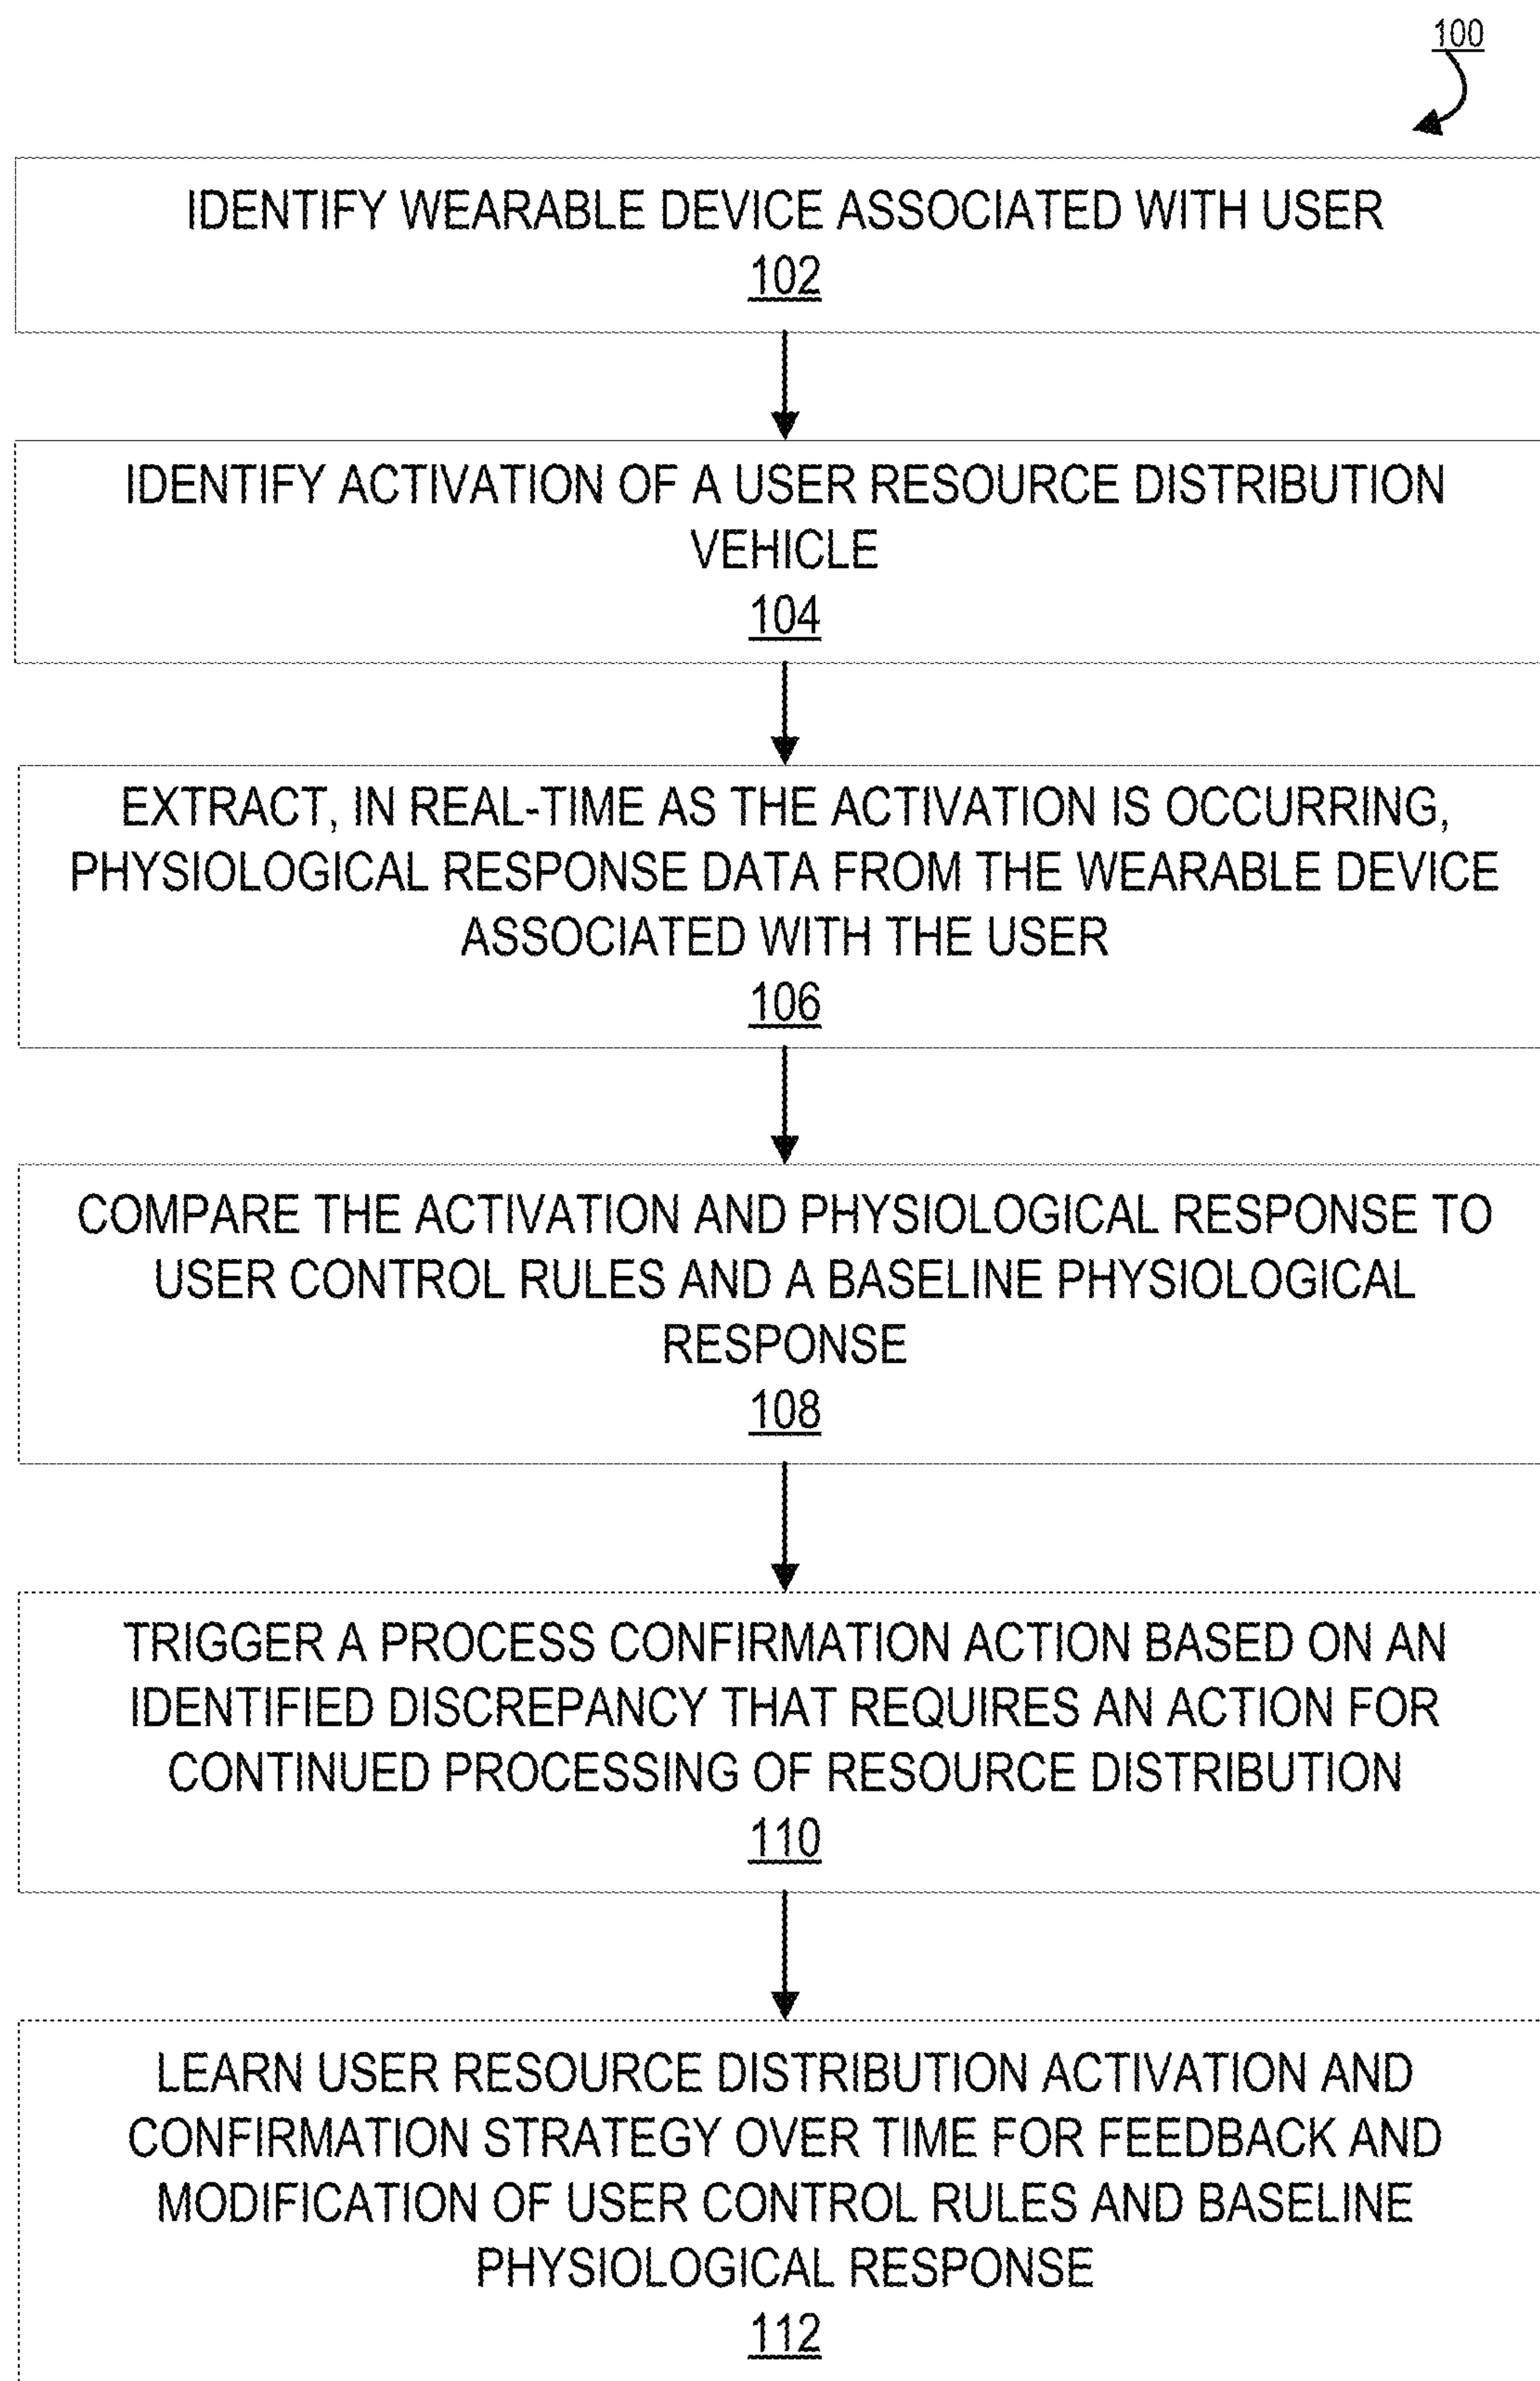 100
IDENTIFY WEARABLE DEVICE ASSOCIATED WITH USER
102
IDENTIFY ACTIVATION OF A USER RESOURCE DISTRIBUTION
VEHICLE
104
EXTRACT, IN REAL-TIME AS THE ACTIVATION IS OCCURRING,
PHYSIOLOGICAL RESPONSE DATA FROM THE WEARABLE DEVICE
ASSOCIATED WITH THE USER
106
COMPARE THE ACTIVATION AND PHYSIOLOGICAL RESPONSE TO
USER CONTROL RULES AND A BASELINE PHYSIOLOGICAL
RESPONSE
108
TRIGGER A PROCESS CONFIRMATION ACTION BASED ON AN
IDENTIFIED DISCREPANCY THAT REQUIRES AN ACTION FOR
CONTINUED PROCESSING OF RESOURCE DISTRIBUTION
110
LEARN USER RESOURCE DISTRIBUTION ACTIVATION AND
CONFIRMATION STRATEGY OVER TIME FOR FEEDBACK AND
MODIFICATION OF USER CONTROL RULES AND BASELINE
PHYSIOLOGICAL RESPONSE
112